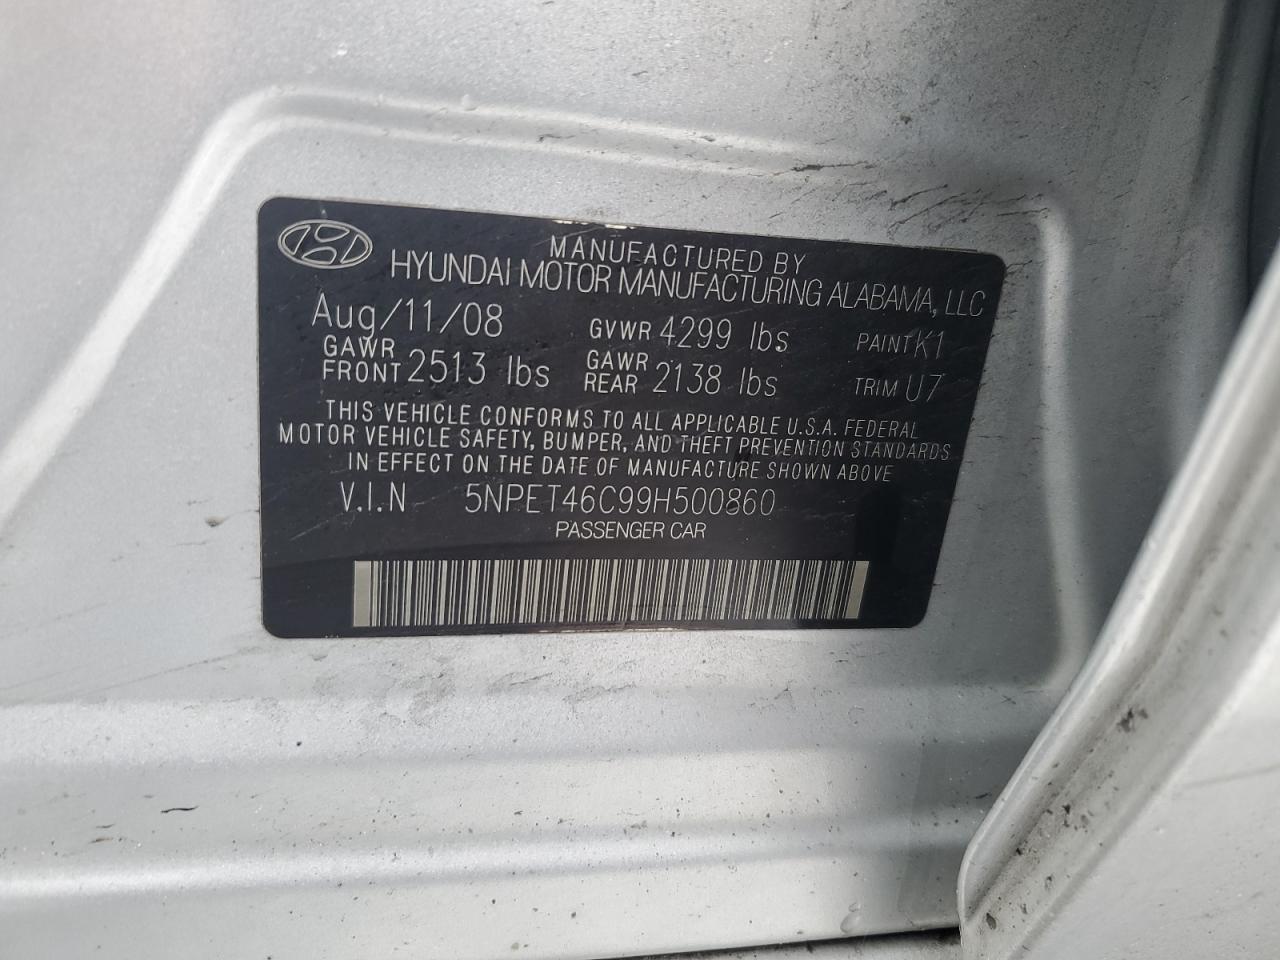 MANUFACTURED BY
HYUNDAI MOTOR MANUFACTURING ALABAMA, LLC
Aug/11/08 GVWR 4299 lbs PAINT K1
GAWR FRONT 2513 lbs GAWR REAR 2138 lbs TRIM U7
THIS VEHICLE CONFORMS TO ALL APPLICABLE U.S.A. FEDERAL
MOTOR VEHICLE SAFETY, BUMPER, AND THEFT PREVENTION STANDARDS
IN EFFECT ON THE DATE OF MANUFACTURE SHOWN ABOVE
V.I.N 5NPET46C99H500860
PASSENGER CAR